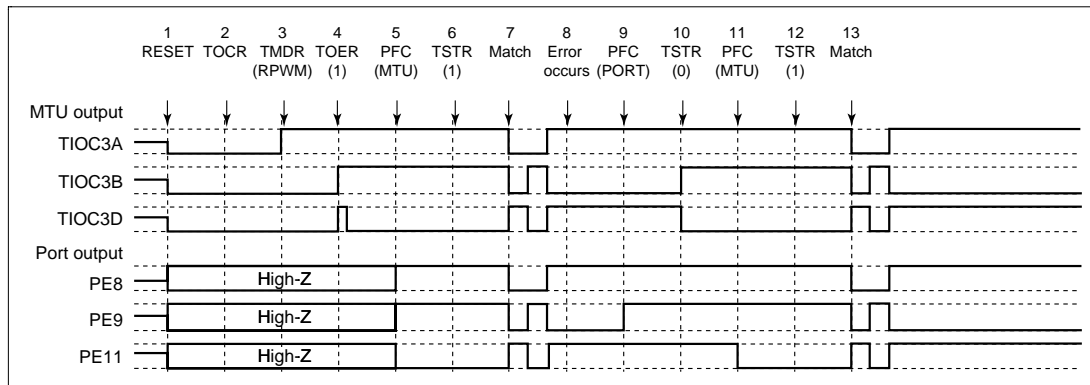 1 2 3 4 5 6 7 8 9 10 11 12 13
RESET TOCR TMDR TOER PFC TSTR Match Error PFC TSTR PFC TSTR Match
(RPWM) (1) (MTU) (1) occurs (PORT) (0) (MTU) (1)
MTU output
TIOC3A
TIOC3B
TIOC3D
Port output
PE8 High-Z
PE9 High-Z
PE11 High-Z